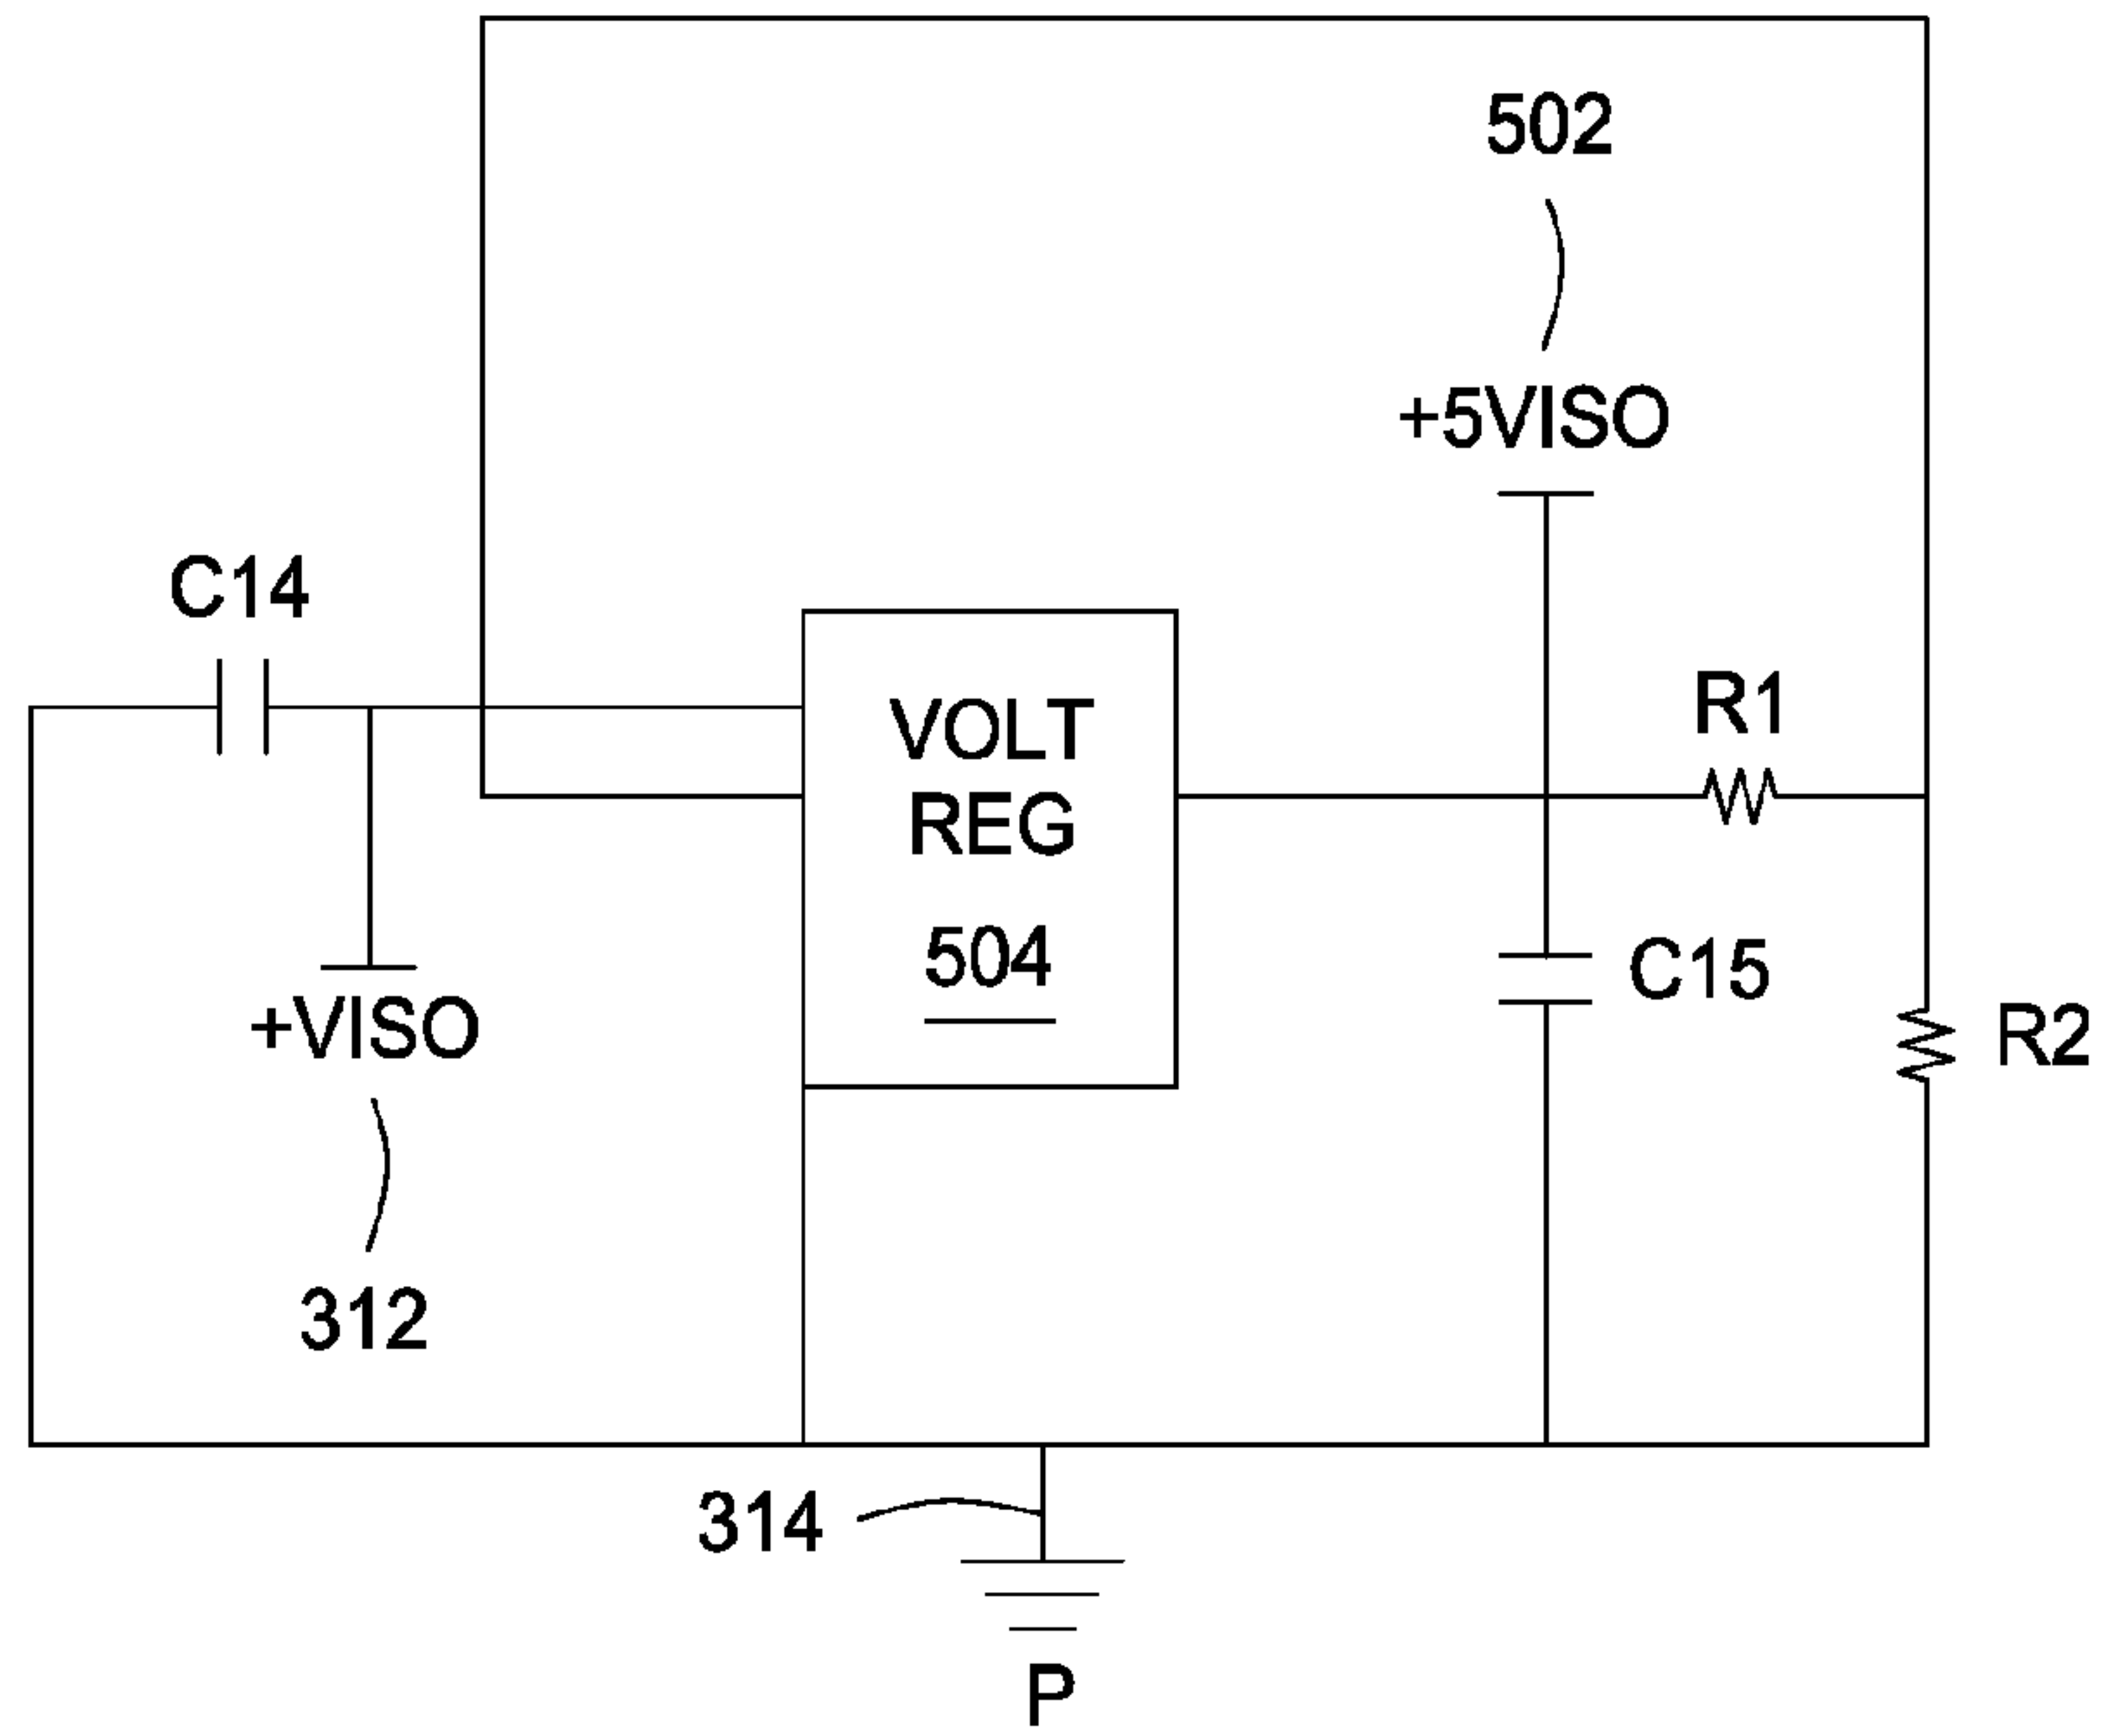 502
+5VISO
C14
R1
VOLT
REG
504
C15
R2
+VISO
312
314
P